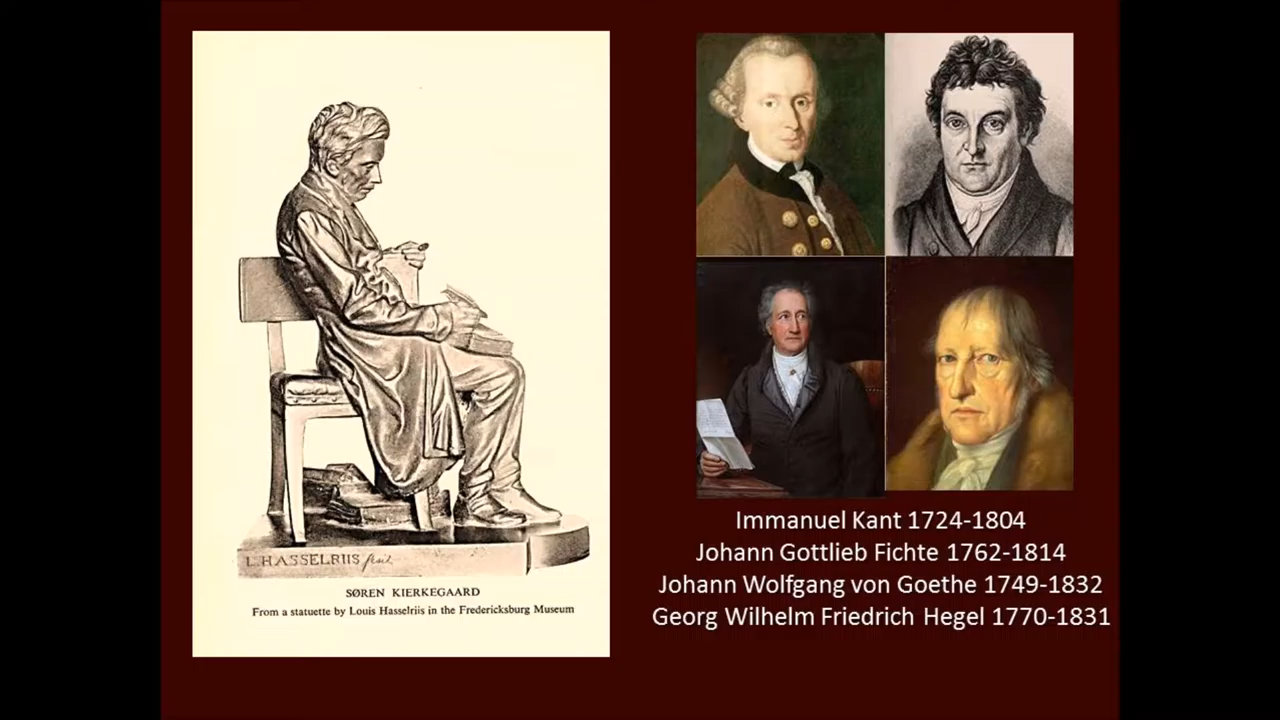 L. HASSELRIIS fecit
SØREN KIERKEGAARD
From a statuette by Louis Hasselriis in the Fredericksburg Museum
Immanuel Kant 1724-1804
Johann Gottlieb Fichte 1762-1814
Johann Wolfgang von Goethe 1749-1832
Georg Wilhelm Friedrich Hegel 1770-1831